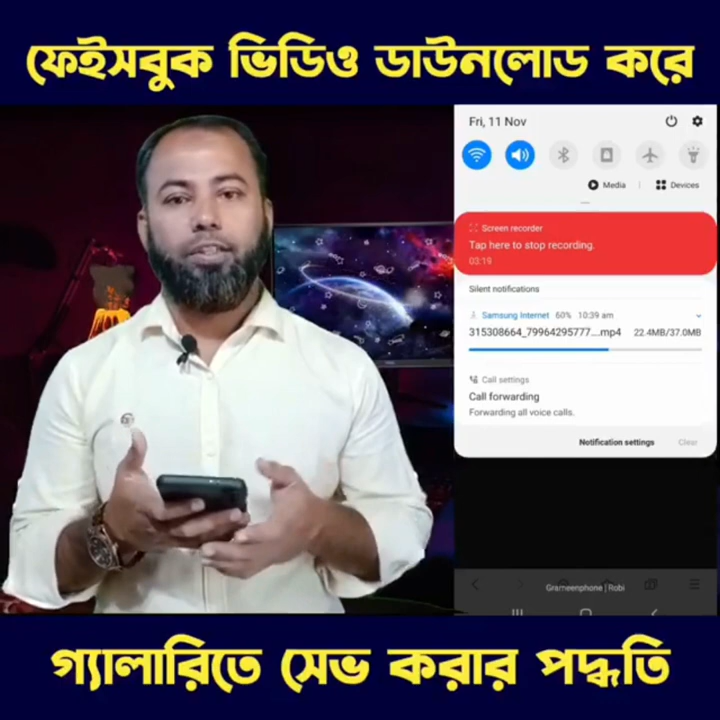 ফেইসবুক ভিডিও ডাউনলোড করে
Fri, 11 Nov
Media | Devices
Screen recorder
Tap here to stop recording.
03:19
Silent notifications
Samsung Internet 60% 10:39 am
315308664_79964295777....mp4 22.4MB/37.0MB
Call settings
Call forwarding
Forwarding all voice calls.
Notification settings Clear
Grameenphone | Robi
গ্যালারিতে সেভ করার পদ্ধতি